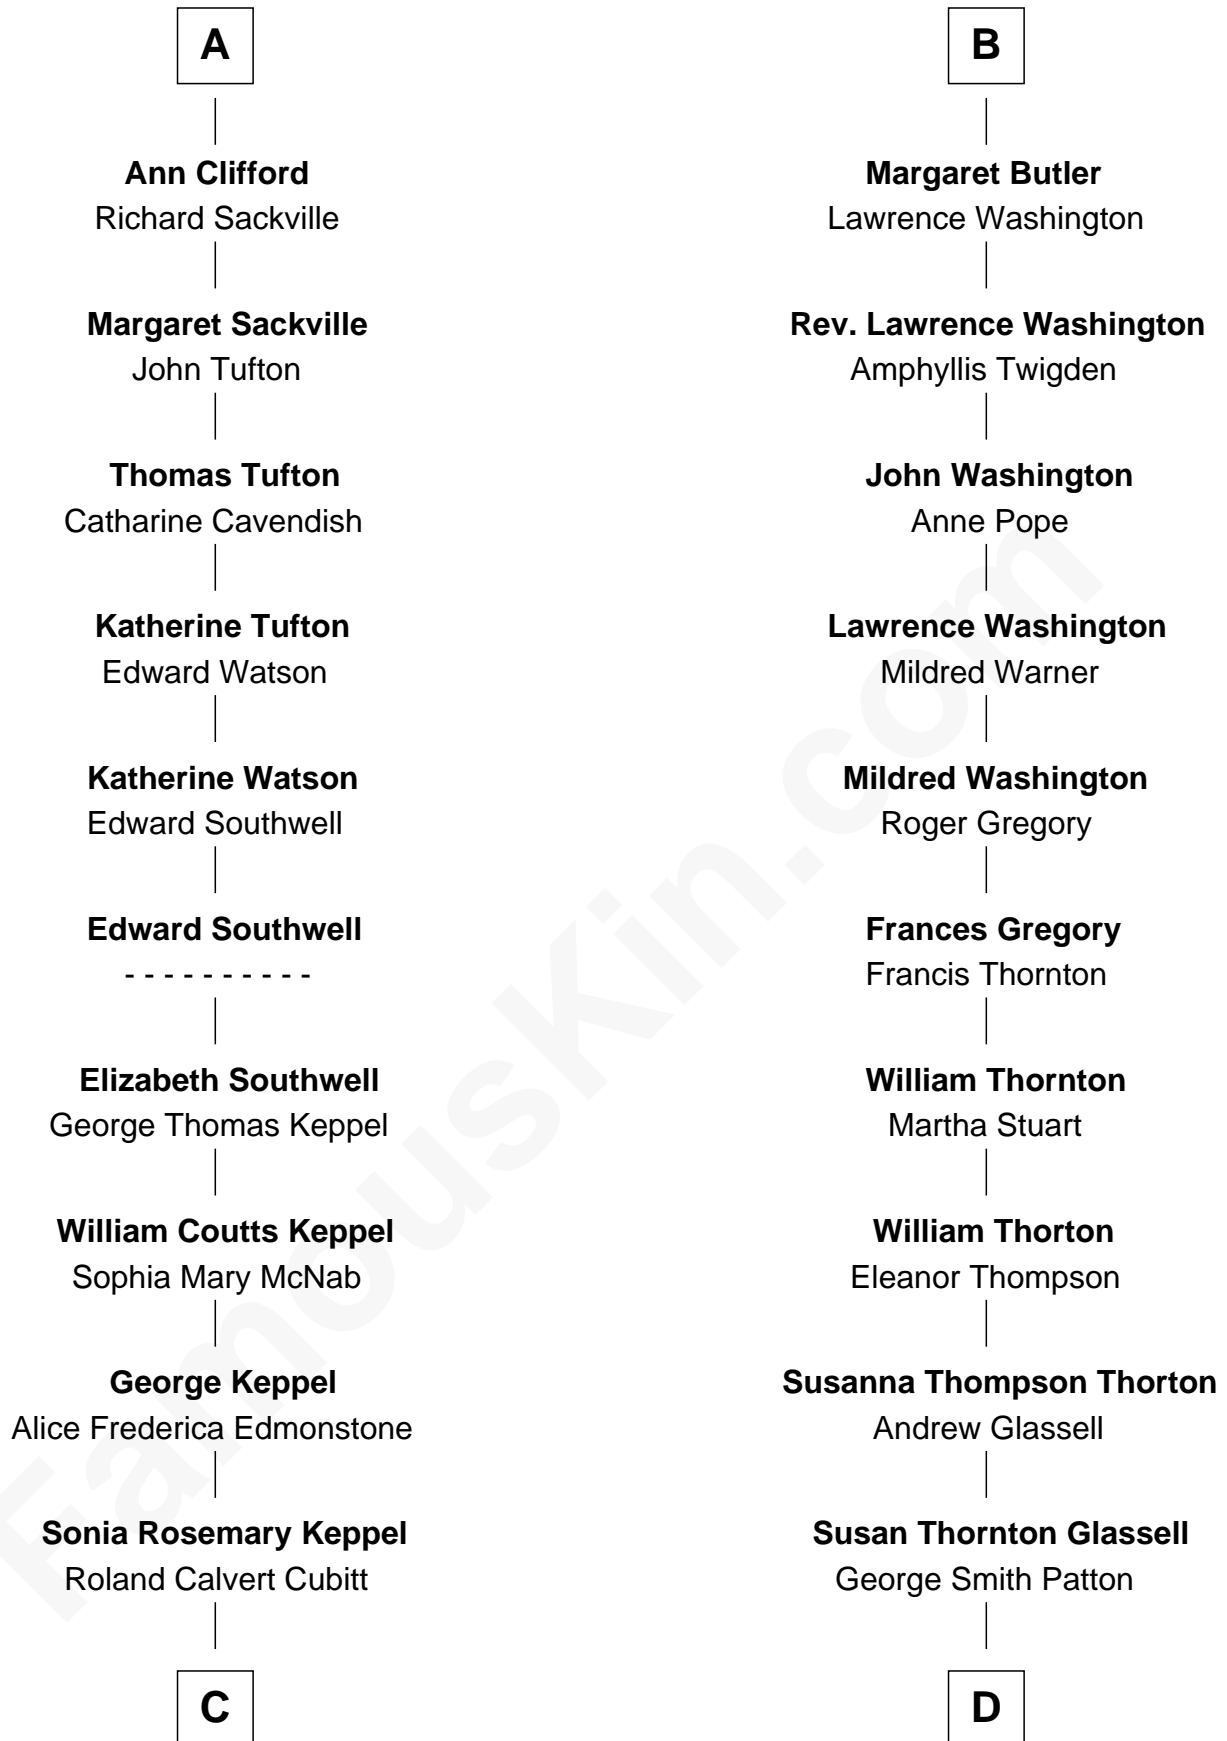 A
Ann Clifford
Richard Sackville
Margaret Sackville
John Tufton
Thomas Tufton
Catharine Cavendish
Katherine Tufton
Edward Watson
Katherine Watson
Edward Southwell
Edward Southwell
- - - - - - - - - -
Elizabeth Southwell
George Thomas Keppel
William Coutts Keppel
Sophia Mary McNab
George Keppel
Alice Frederica Edmonstone
Sonia Rosemary Keppel
Roland Calvert Cubitt
C
B
Margaret Butler
Lawrence Washington
Rev. Lawrence Washington
Amphyllis Twigden
John Washington
Anne Pope
Lawrence Washington
Mildred Warner
Mildred Washington
Roger Gregory
Frances Gregory
Francis Thornton
William Thornton
Martha Stuart
William Thorton
Eleanor Thompson
Susanna Thompson Thorton
Andrew Glassell
Susan Thornton Glassell
George Smith Patton
D
FamousKin.com